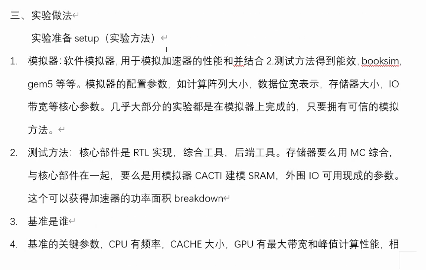 三、实验做法
实验准备 setup（实验方法）
1. 模拟器：软件模拟器，用于模拟加速器的性能和并结合 2.测试方法得到能效，booksim，
gem5 等等。模拟器的配置参数，如计算阵列大小，数据位宽表示，存储器大小，IO
带宽等核心参数。几乎大部分的实验都是在模拟器上完成的，只要拥有可信的模拟
方法。
2. 测试方法：核心部件是 RTL 实现，综合工具，后端工具。存储器要么用 MC 综合，
与核心部件在一起，要么是用模拟器 CACTI 建模 SRAM，外围 IO 可用现成的参数。
这个可以获得加速器的功率面积 breakdown
3. 基准是谁
4. 基准的关键参数，CPU 有频率，CACHE 大小，GPU 有最大带宽和峰值计算性能，相